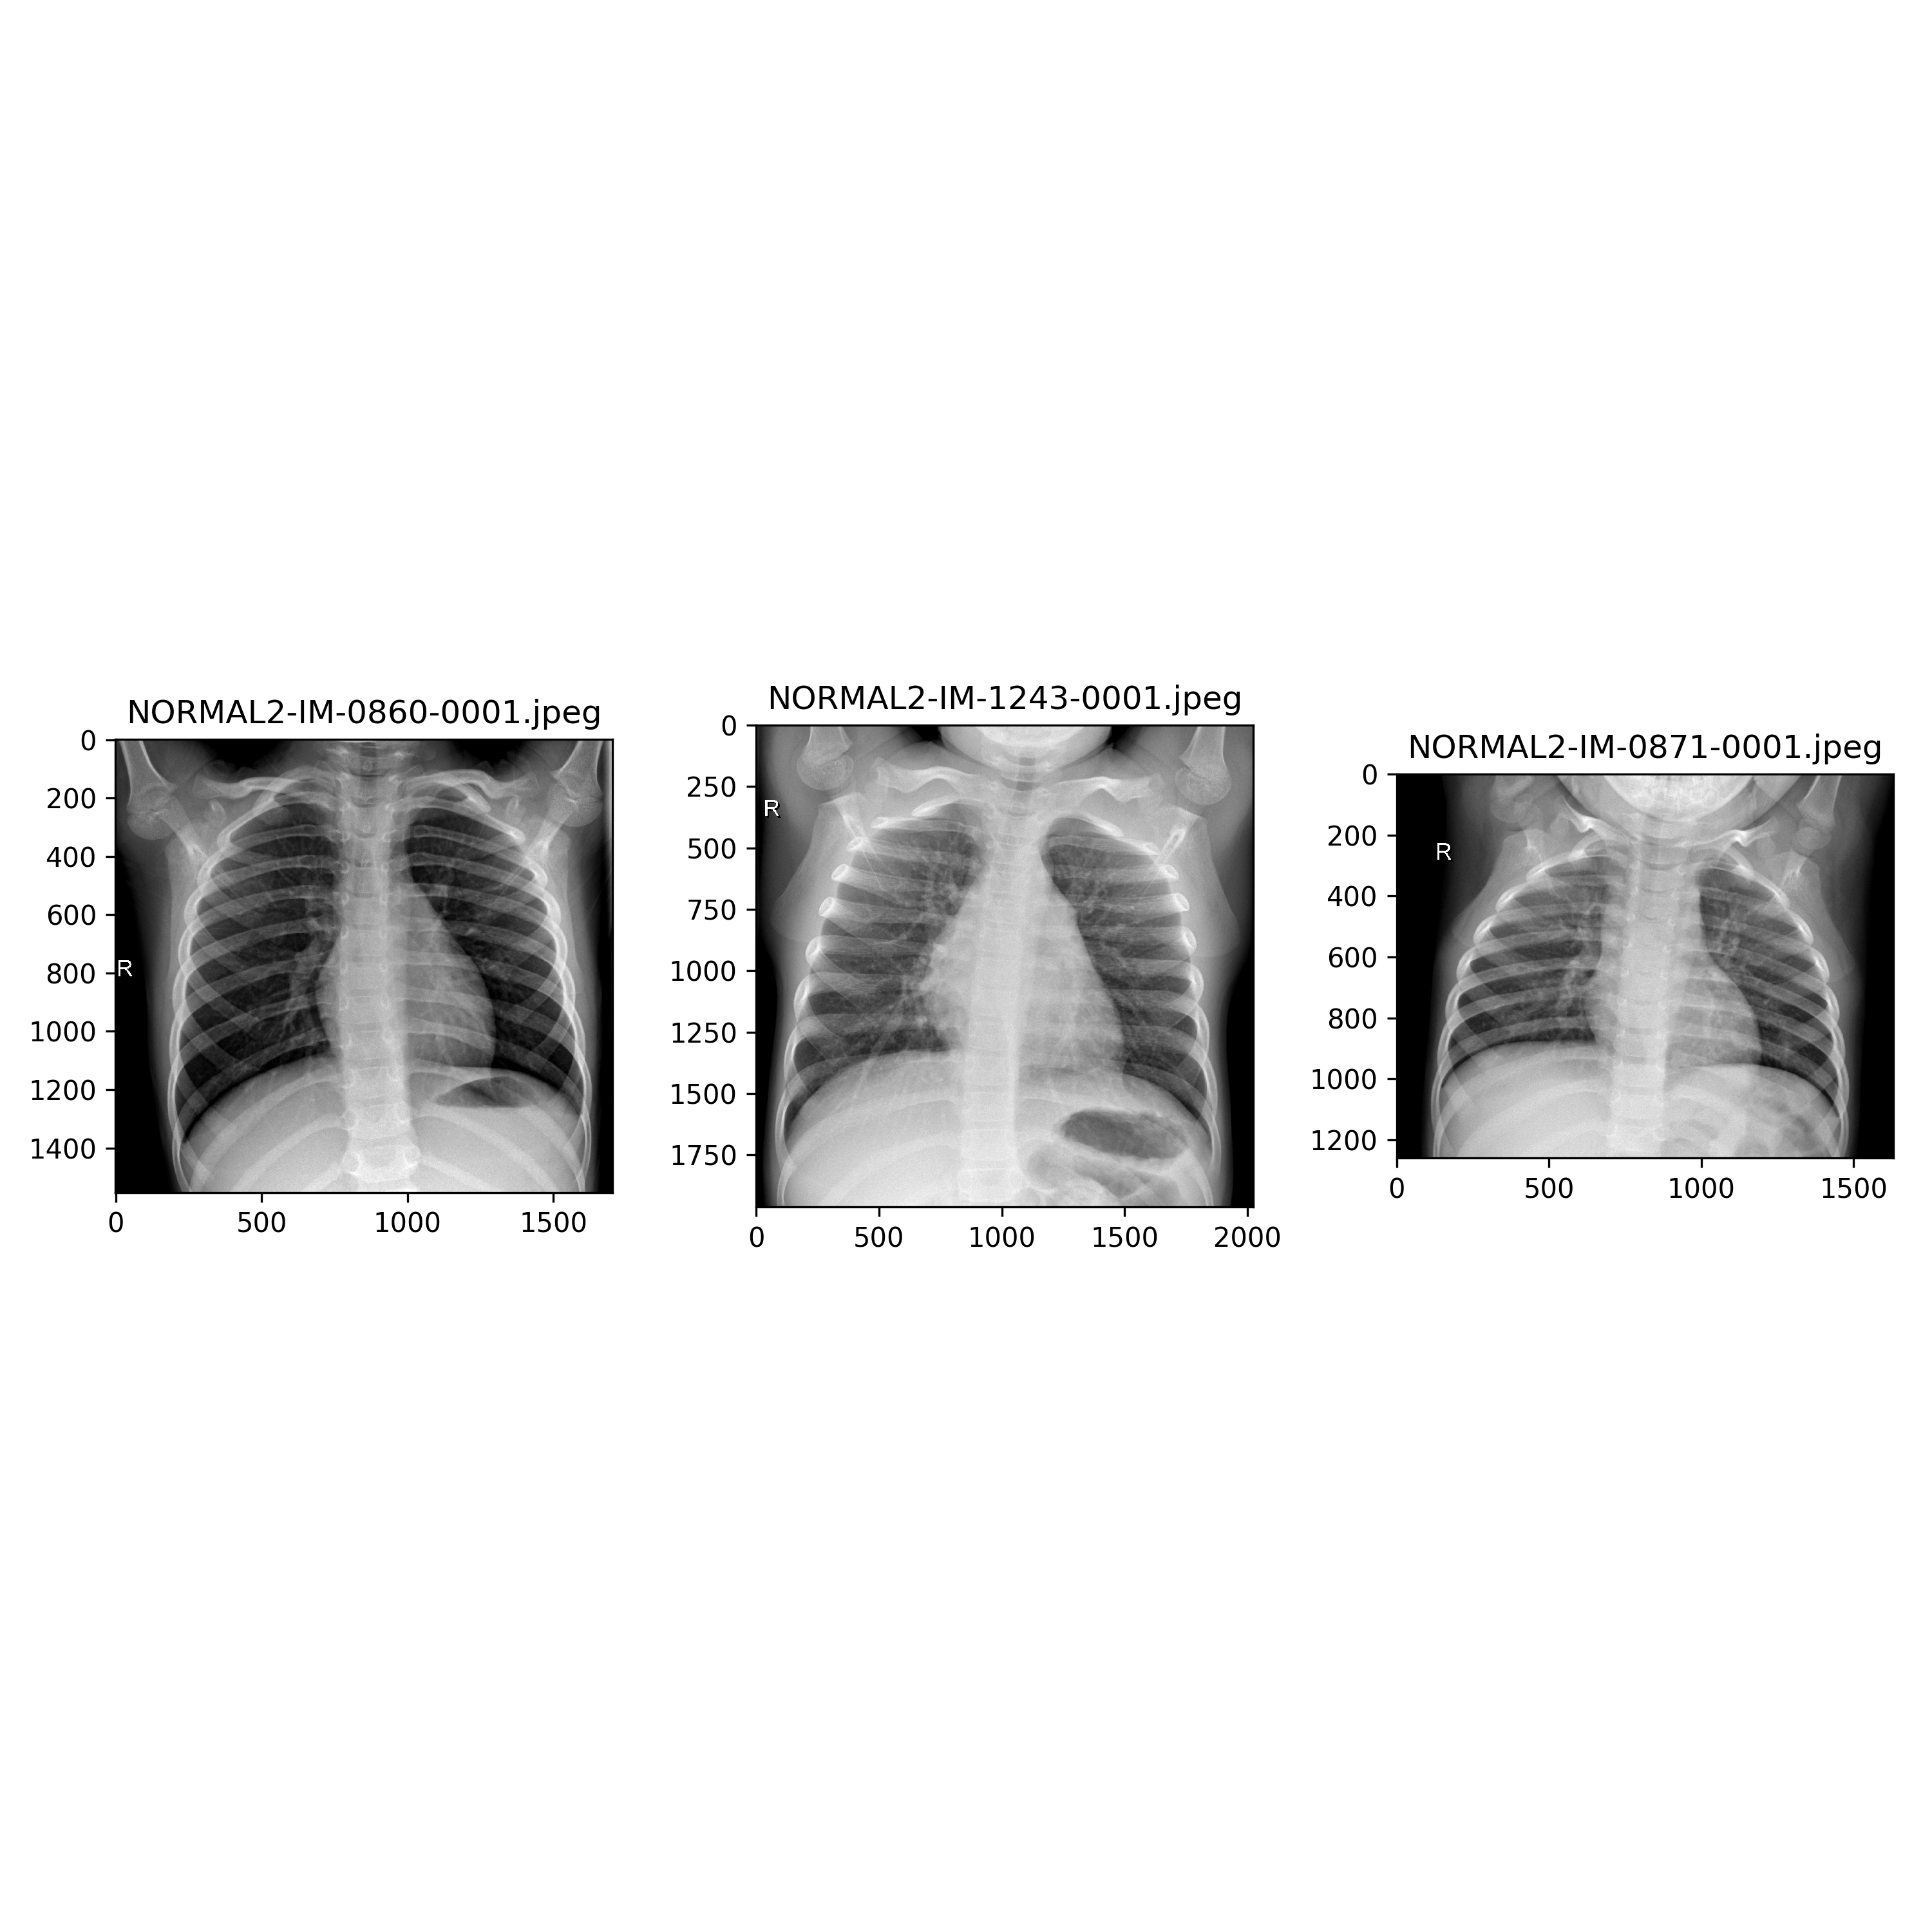 NORMAL2-IM-0860-0001.jpeg
0
200
400
600
800
1000
1200
1400
R
0 500 1000 1500
NORMAL2-IM-1243-0001.jpeg
0
250
500
750
1000
1250
1500
1750
R
0 500 1000 1500 2000
NORMAL2-IM-0871-0001.jpeg
0
200
400
600
800
1000
1200
R
0 500 1000 1500